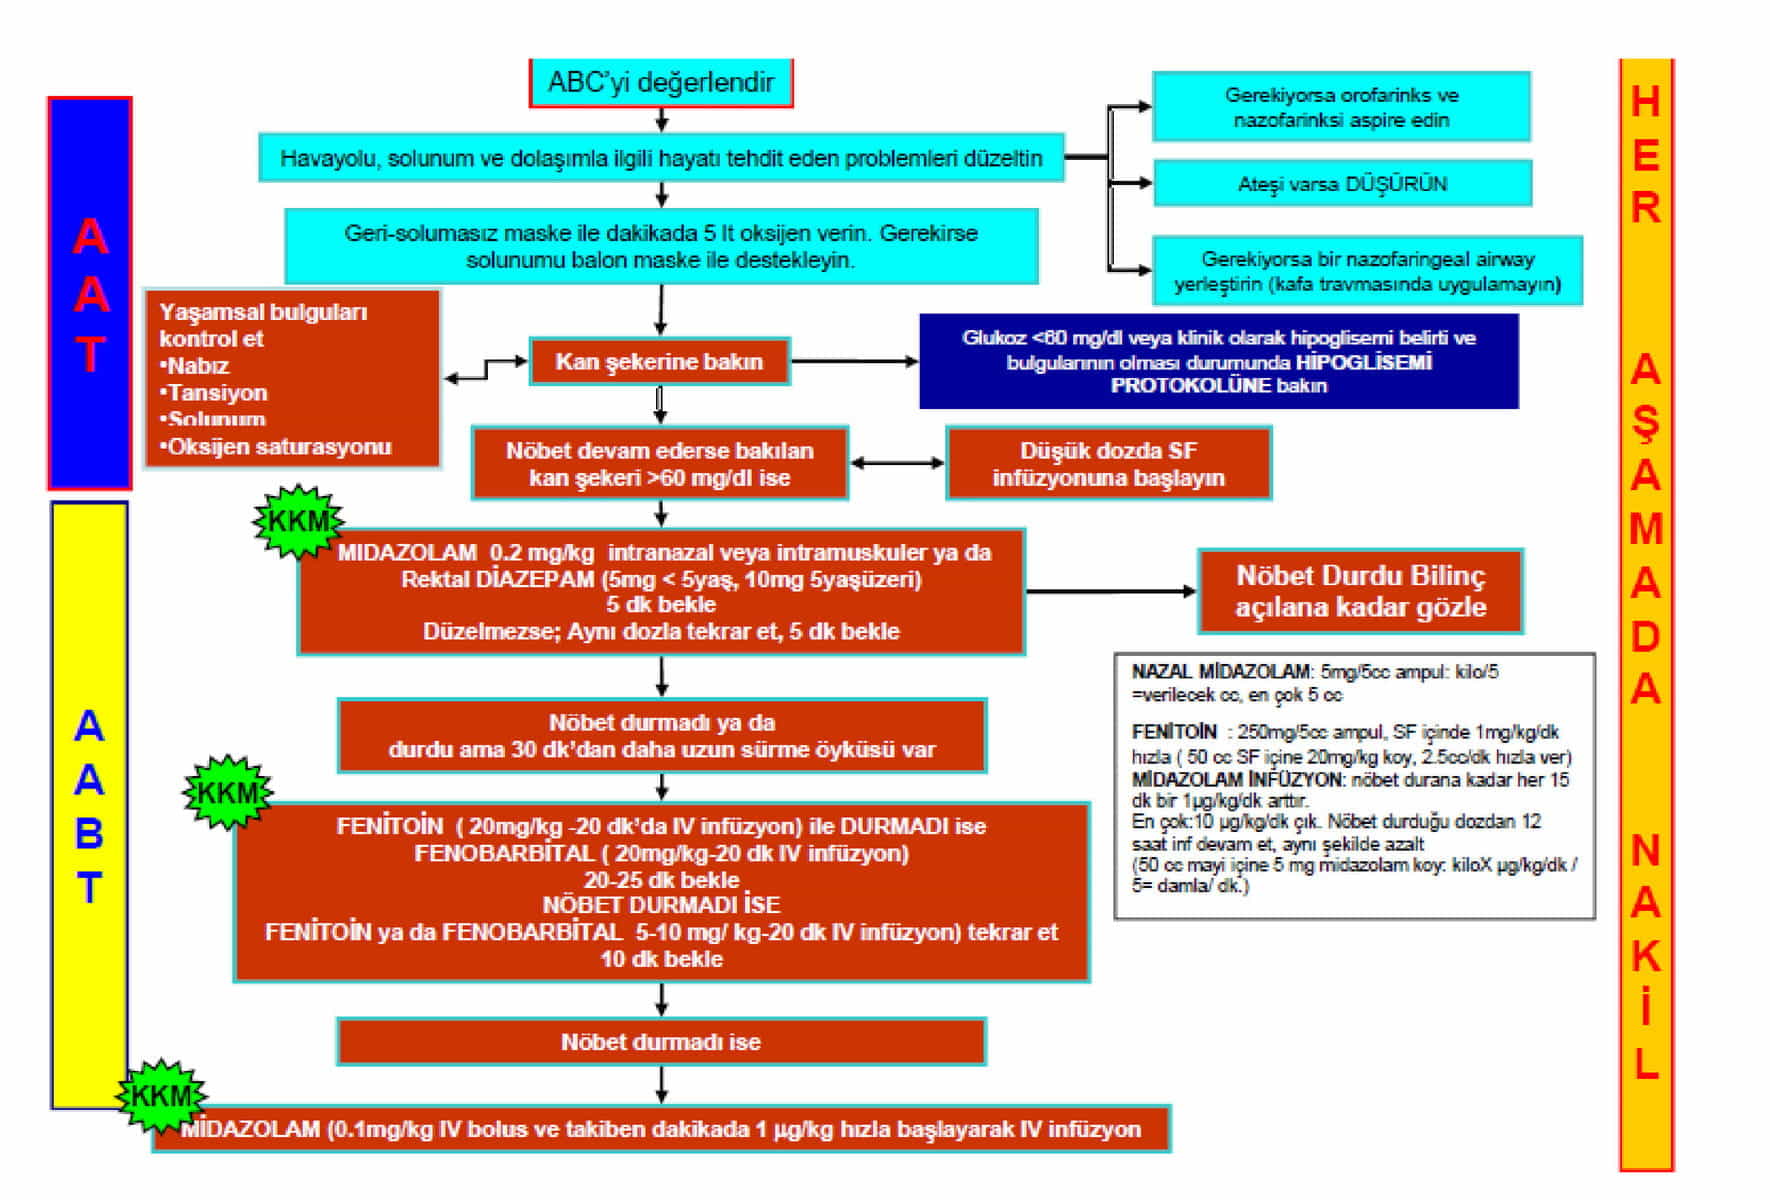 ABC'yi değerlendir
Havayolu, solunum ve dolaşımla ilgili hayatı tehdit eden problemleri düzeltin
Gerekiyorsa orofarinks ve
nazofarinksi aspire edin
Ateşi varsa DÜŞÜRÜN
Gerekiyorsa bir nazofaringeal airway
yerleştirin (kafa travmasında uygulamayın)
Geri-solumasız maske ile dakikada 5 lt oksijen verin. Gerekirse
solunumu balon maske ile destekleyin.
Yaşamsal bulguları
kontrol et
•Nabız
•Tansiyon
•Solunum
•Oksijen saturasyonu
Kan şekerine bakın
Glukoz <60 mg/dl veya klinik olarak hipoglisemi belirti ve
bulgularının olması durumunda HİPOGLİSEMİ
PROTOKOLÜNE bakın
Nöbet devam ederse bakılan
kan şekeri >60 mg/dl ise
Düşük dozda SF
infüzyonuna başlayın
KKM
MIDAZOLAM 0.2 mg/kg intranazal veya intramuskuler ya da
Rektal DİAZEPAM (5mg < 5yaş, 10mg 5yaşüzeri)
5 dk bekle
Düzelmezse; Aynı dozla tekrar et, 5 dk bekle
Nöbet Durdu Bilinç
açılana kadar gözle
Nöbet durmadı ya da
durdu ama 30 dk'dan daha uzun sürme öyküsü var
KKM
FENİTOİN ( 20mg/kg -20 dk'da IV infüzyon) ile DURMADI ise
FENOBARBİTAL ( 20mg/kg-20 dk IV infüzyon)
20-25 dk bekle
NÖBET DURMADI İSE
FENİTOİN ya da FENOBARBİTAL 5-10 mg/ kg-20 dk IV infüzyon) tekrar et
10 dk bekle
NAZAL MİDAZOLAM: 5mg/5cc ampul: kilo/5
=verilecek cc, en çok 5 cc
FENİTOİN : 250mg/5cc ampul, SF içinde 1mg/kg/dk
hızla ( 50 cc SF içine 20mg/kg koy, 2.5cc/dk hızla ver)
MİDAZOLAM İNFÜZYON: nöbet durana kadar her 15
dk bir 1µg/kg/dk arttır.
En çok:10 µg/kg/dk çık. Nöbet durduğu dozdan 12
saat inf devam et, aynı şekilde azalt
(50 cc mayi içine 5 mg midazolam koy: kiloX µg/kg/dk /
5= damla/ dk.)
Nöbet durmadı ise
KKM
MİDAZOLAM (0.1mg/kg IV bolus ve takiben dakikada 1 µg/kg hızla başlayarak IV infüzyon
AAT
AABT
HER AŞAMADA NAKİL